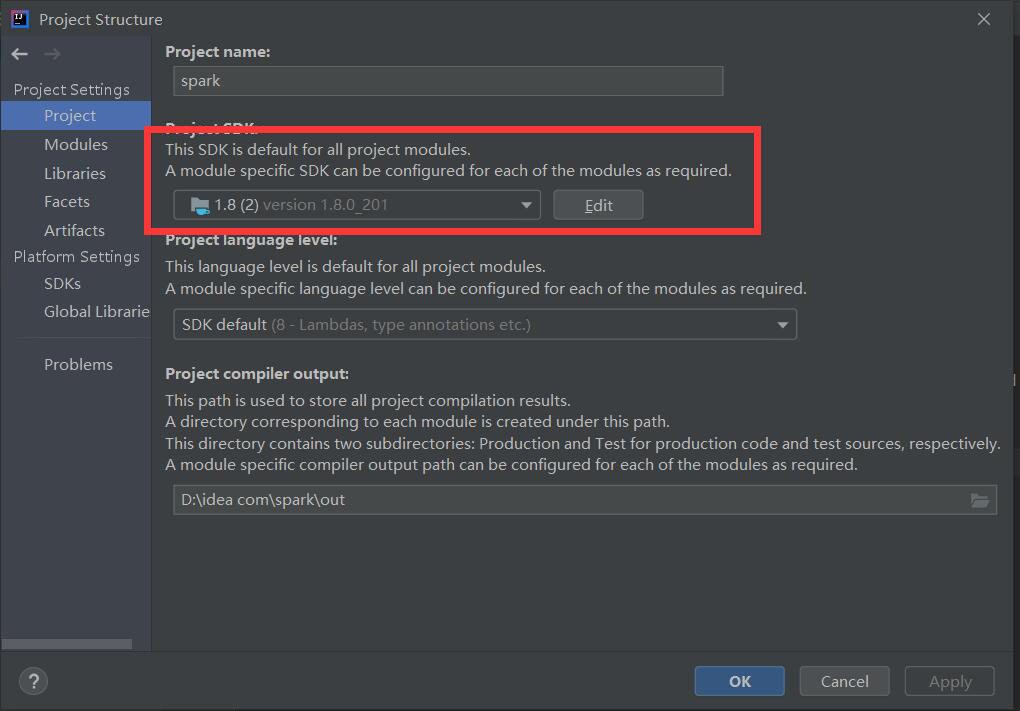 Project Structure
Project Settings
Project
Modules
Libraries
Facets
Artifacts
Platform Settings
SDKs
Global Librarie
Problems
Project name:
spark
Project SDK:
This SDK is default for all project modules.
A module specific SDK can be configured for each of the modules as required.
1.8 (2) version 1.8.0_201
Edit
Project language level:
This language level is default for all project modules.
A module specific language level can be configured for each of the modules as required.
SDK default (8 - Lambdas, type annotations etc.)
Project compiler output:
This path is used to store all project compilation results.
A directory corresponding to each module is created under this path.
This directory contains two subdirectories: Production and Test for production code and test sources, respectively.
A module specific compiler output path can be configured for each of the modules as required.
D:\idea com\spark\out
?
OK
Cancel
Apply